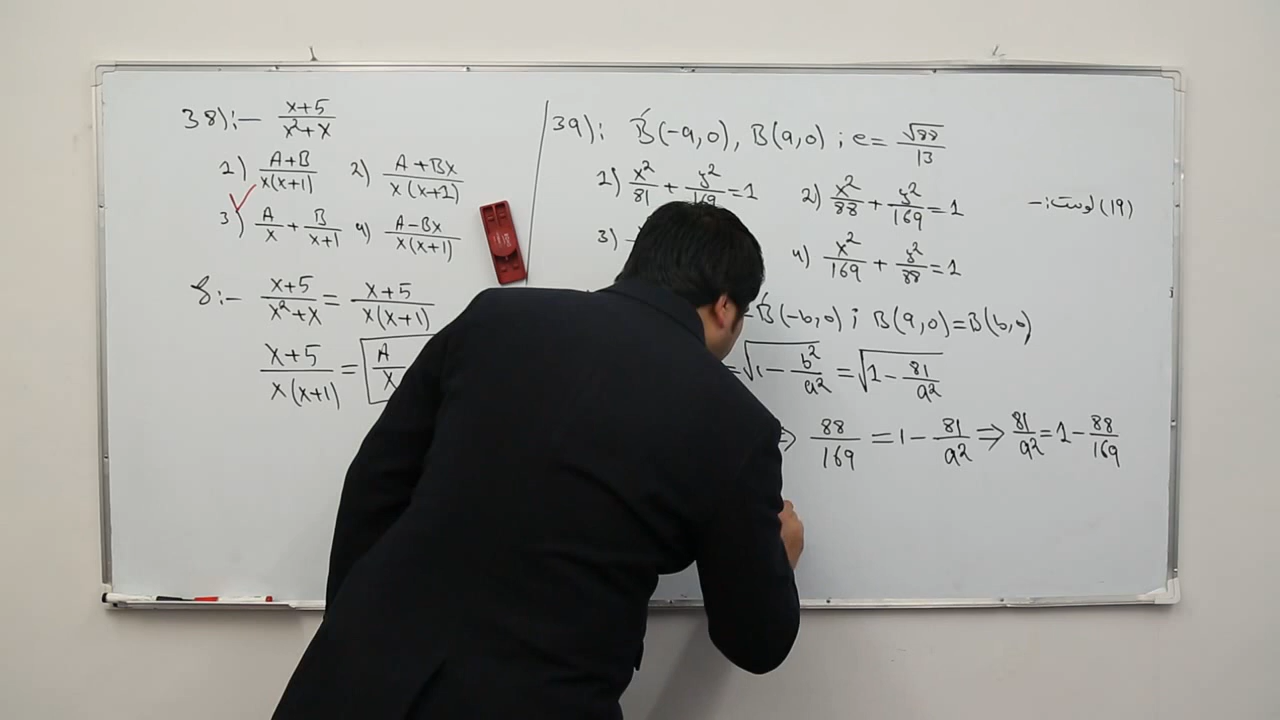 38):- x+5/x²+x
1) A+B/x(x+1) 2) A+Bx/x(x+1)
3) A/x + B/x+1 4) A-Bx/x(x+1)
8:- x+5/x²+x = x+5/x(x+1)
x+5/x(x+1) = A/x
39): B́(-9,0), B(9,0) ; e= √88/13
1) x²/81 + y²/169 = 1 2) x²/88 + y²/169 = 1
3) 4) x²/169 + y²/88 = 1
B́(-b,0) ; B(9,0)=B(b,0)
= √1 - b²/a² = √1 - 81/a²
⇒ 88/169 = 1 - 81/a² ⇒ 81/a² = 1 - 88/169
(19)